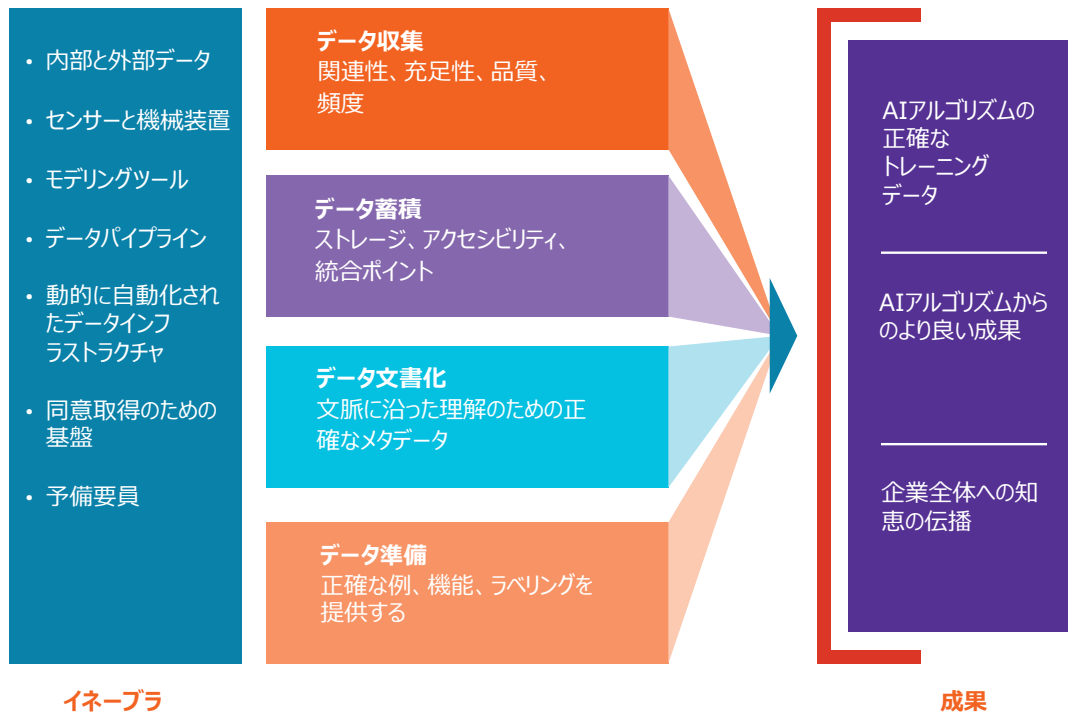 • 内部と外部データ
• センサーと機械装置
• モデリングツール
• データパイプライン
• 動的に自動化され
たデータインフ
ラストラクチャ
• 同意取得のための
基盤
• 予備要員
イネーブラ
データ収集
関連性、充足性、品質、
頻度
データ蓄積
ストレージ、アクセシビリティ、
統合ポイント
データ文書化
文脈に沿った理解のための正
確なメタデータ
データ準備
正確な例、機能、ラベリングを
提供する
AIアルゴリズムの
正確な
トレーニング
データ
AIアルゴリズムから
のより良い成果
企業全体への知
恵の伝播
成果